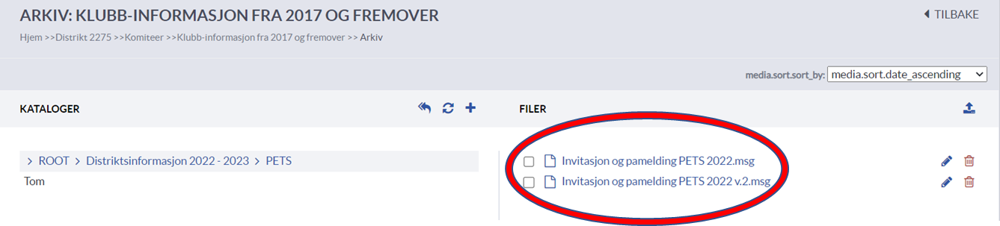 ARKIV: KLUBB-INFORMASJON FRA 2017 OG FREMOVER
TILBAKE
Hjem >>Distrikt 2275 >>Komiteer >>Klubb-informasjon fra 2017 og fremover >> Arkiv
media.sort.sort_by: media.sort.date_ascending
KATALOGER
FILER
> ROOT > Distriktsinformasjon 2022 - 2023 > PETS
Tom
Invitasjon og pamelding PETS 2022.msg
Invitasjon og pamelding PETS 2022 v.2.msg